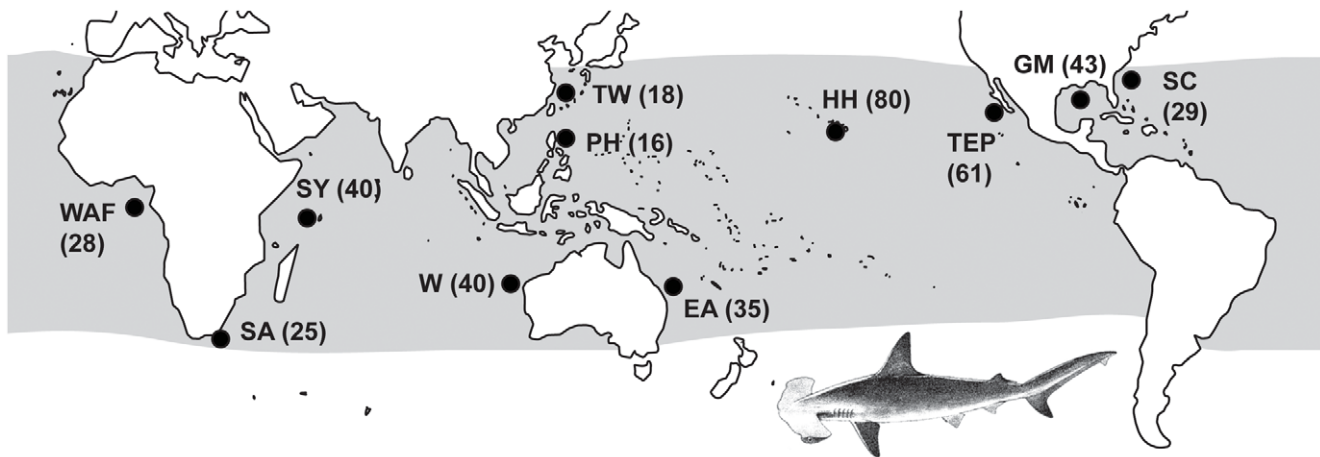 GM (43)
SC
(29)
TW (18)
HH (80)
TEP
(61)
PH (16)
SY (40)
WAF
(28)
W (40)
EA (35)
SA (25)